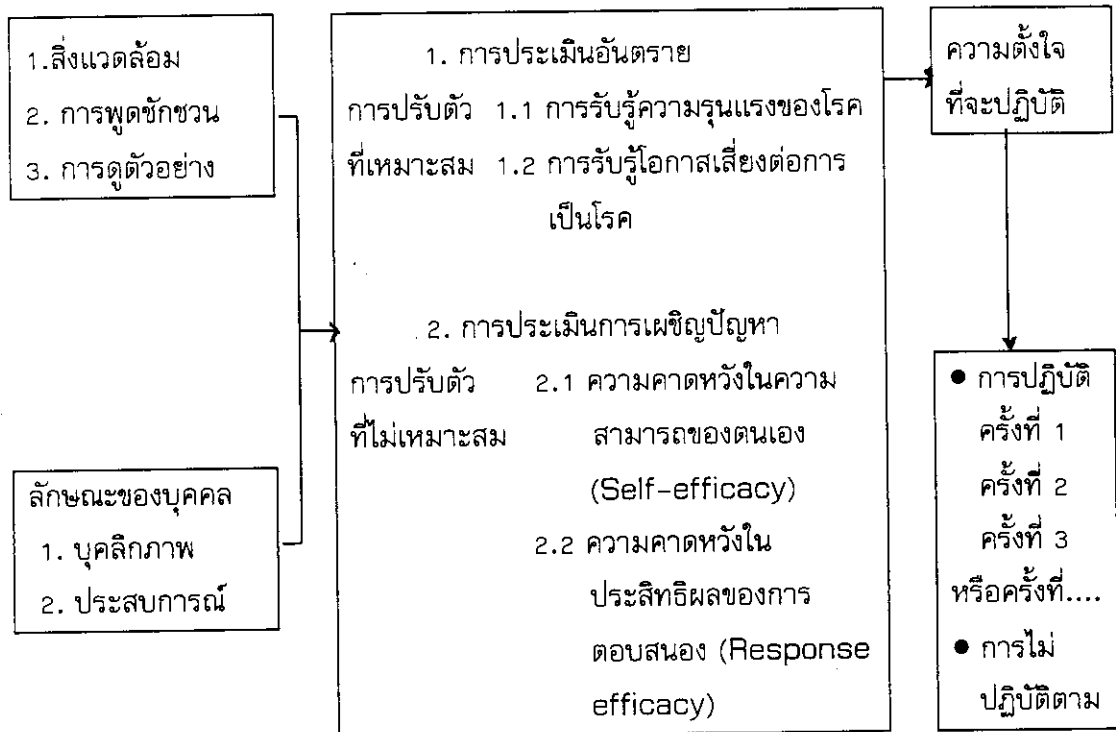 1.สิ่งแวดล้อม
2. การพูดชักชวน
3. การดูตัวอย่าง
ลักษณะของบุคคล
1. บุคลิกภาพ
2. ประสบการณ์
1. การประเมินอันตราย
การปรับตัว 1.1 การรับรู้ความรุนแรงของโรค
ที่เหมาะสม 1.2 การรับรู้โอกาสเสี่ยงต่อการ
เป็นโรค
2. การประเมินการเผชิญปัญหา
การปรับตัว 2.1 ความคาดหวังในความ
ที่ไม่เหมาะสม สามารถของตนเอง
(Self-efficacy)
2.2 ความคาดหวังใน
ประสิทธิผลของการ
ตอบสนอง (Response
efficacy)
ความตั้งใจ
ที่จะปฏิบัติ
● การปฏิบัติ
ครั้งที่ 1
ครั้งที่ 2
ครั้งที่ 3
หรือครั้งที่....
● การไม่
ปฏิบัติตาม